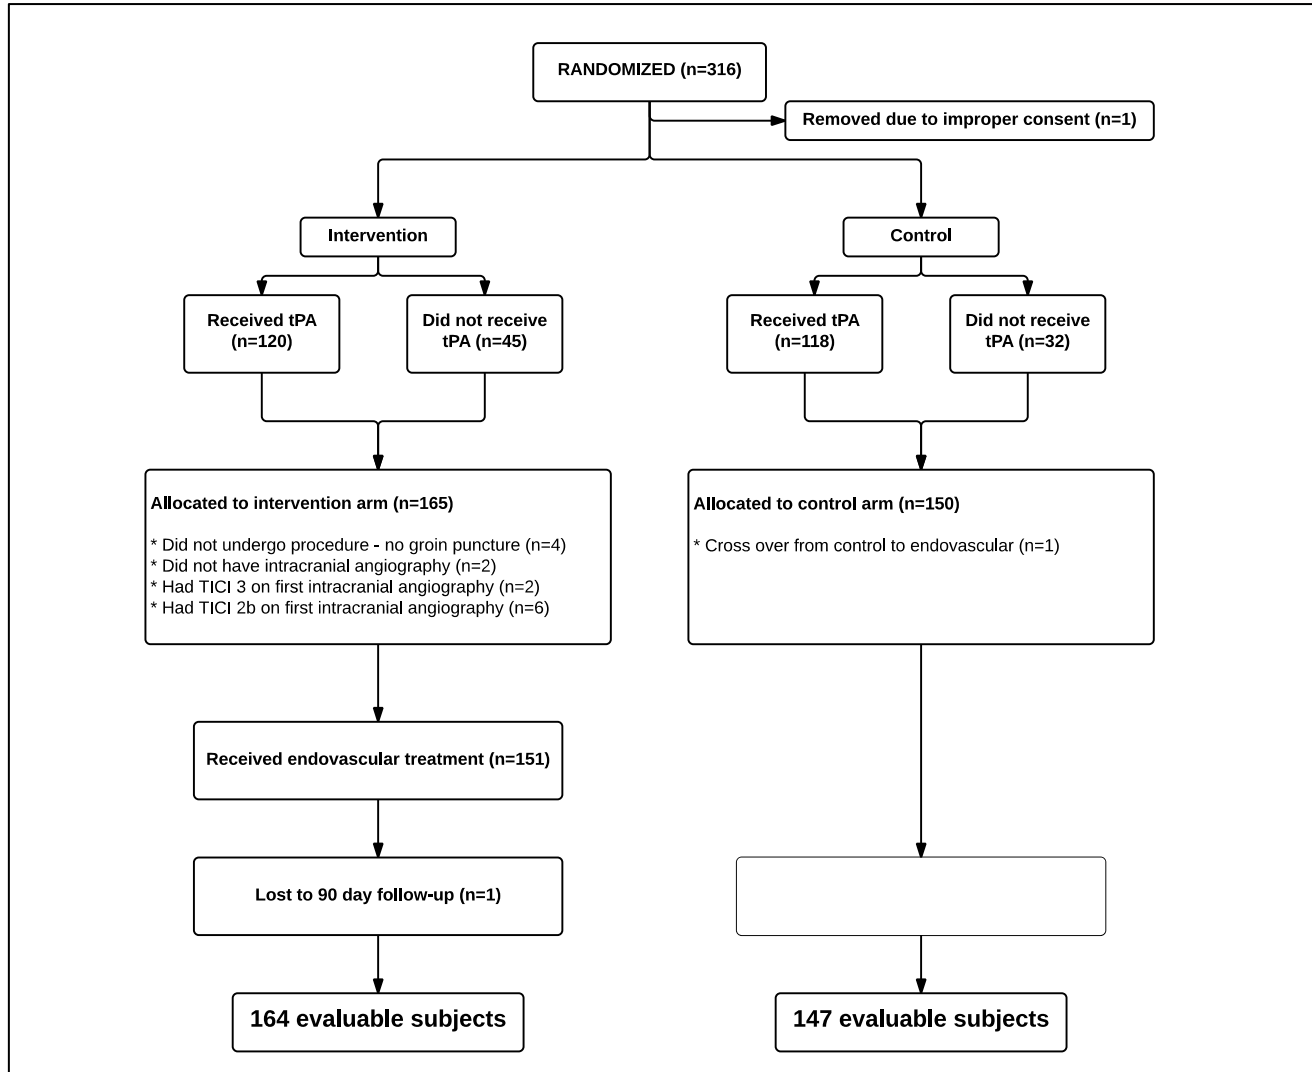 RANDOMIZED (n=316)
Removed due to improper consent (n=1)
Intervention
Control
Received tPA
(n=120)
Did not receive
tPA (n=45)
Received tPA
(n=118)
Did not receive
tPA (n=32)
Allocated to intervention arm (n=165)
* Did not undergo procedure - no groin puncture (n=4)
* Did not have intracranial angiography (n=2)
* Had TICI 3 on first intracranial angiography (n=2)
* Had TICI 2b on first intracranial angiography (n=6)
Allocated to control arm (n=150)
* Cross over from control to endovascular (n=1)
Received endovascular treatment (n=151)
Lost to 90 day follow-up (n=1)
164 evaluable subjects
147 evaluable subjects